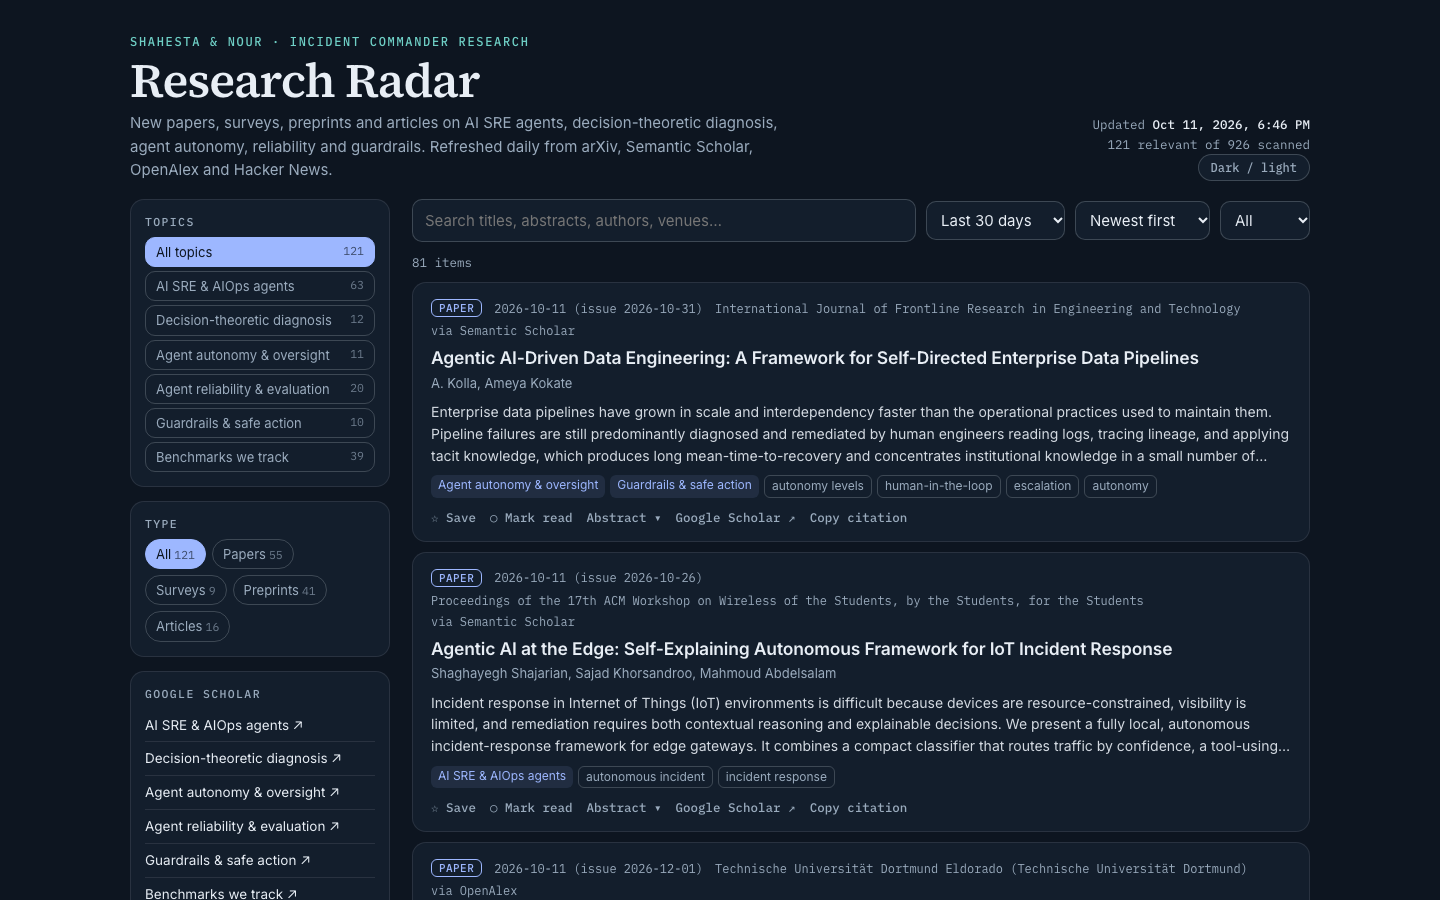 SHAHESTA & NOUR · INCIDENT COMMANDER RESEARCH
Research Radar
New papers, surveys, preprints and articles on AI SRE agents, decision-theoretic diagnosis,
agent autonomy, reliability and guardrails. Refreshed daily from arXiv, Semantic Scholar,
OpenAlex and Hacker News.
Updated Oct 11, 2026, 6:46 PM
121 relevant of 926 scanned
Dark / light
TOPICS
All topics 121
AI SRE & AIOps agents 63
Decision-theoretic diagnosis 12
Agent autonomy & oversight 11
Agent reliability & evaluation 20
Guardrails & safe action 10
Benchmarks we track 39
TYPE
All 121 Papers 55
Surveys 9 Preprints 41
Articles 16
GOOGLE SCHOLAR
AI SRE & AIOps agents ↗
Decision-theoretic diagnosis ↗
Agent autonomy & oversight ↗
Agent reliability & evaluation ↗
Guardrails & safe action ↗
Benchmarks we track ↗
Search titles, abstracts, authors, venues... Last 30 days Newest first All
81 items
PAPER 2026-10-11 (issue 2026-10-31) International Journal of Frontline Research in Engineering and Technology
via Semantic Scholar
Agentic AI-Driven Data Engineering: A Framework for Self-Directed Enterprise Data Pipelines
A. Kolla, Ameya Kokate
Enterprise data pipelines have grown in scale and interdependency faster than the operational practices used to maintain them.
Pipeline failures are still predominantly diagnosed and remediated by human engineers reading logs, tracing lineage, and applying
tacit knowledge, which produces long mean-time-to-recovery and concentrates institutional knowledge in a small number of...
Agent autonomy & oversight Guardrails & safe action autonomy levels human-in-the-loop escalation autonomy
☆ Save ○ Mark read Abstract ▾ Google Scholar ↗ Copy citation
PAPER 2026-10-11 (issue 2026-10-26)
Proceedings of the 17th ACM Workshop on Wireless of the Students, by the Students, for the Students
via Semantic Scholar
Agentic AI at the Edge: Self-Explaining Autonomous Framework for IoT Incident Response
Shaghayegh Shajarian, Sajad Khorsandroo, Mahmoud Abdelsalam
Incident response in Internet of Things (IoT) environments is difficult because devices are resource-constrained, visibility is
limited, and remediation requires both contextual reasoning and explainable decisions. We present a fully local, autonomous
incident-response framework for edge gateways. It combines a compact classifier that routes traffic by confidence, a tool-using...
AI SRE & AIOps agents autonomous incident incident response
☆ Save ○ Mark read Abstract ▾ Google Scholar ↗ Copy citation
PAPER 2026-10-11 (issue 2026-12-01) Technische Universität Dortmund Eldorado (Technische Universität Dortmund)
via OpenAlex